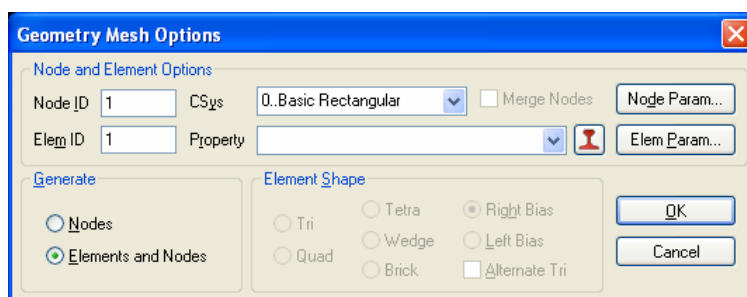 Geometry Mesh Options
Node and Element Options
Node ID 1 CSys 0..Basic Rectangular Merge Nodes Node Param...
Elem ID 1 Property Elem Param...
Generate Element Shape
Nodes Tri Tetra Right Bias OK
Elements and Nodes Quad Wedge Left Bias Cancel
Brick Alternate Tri